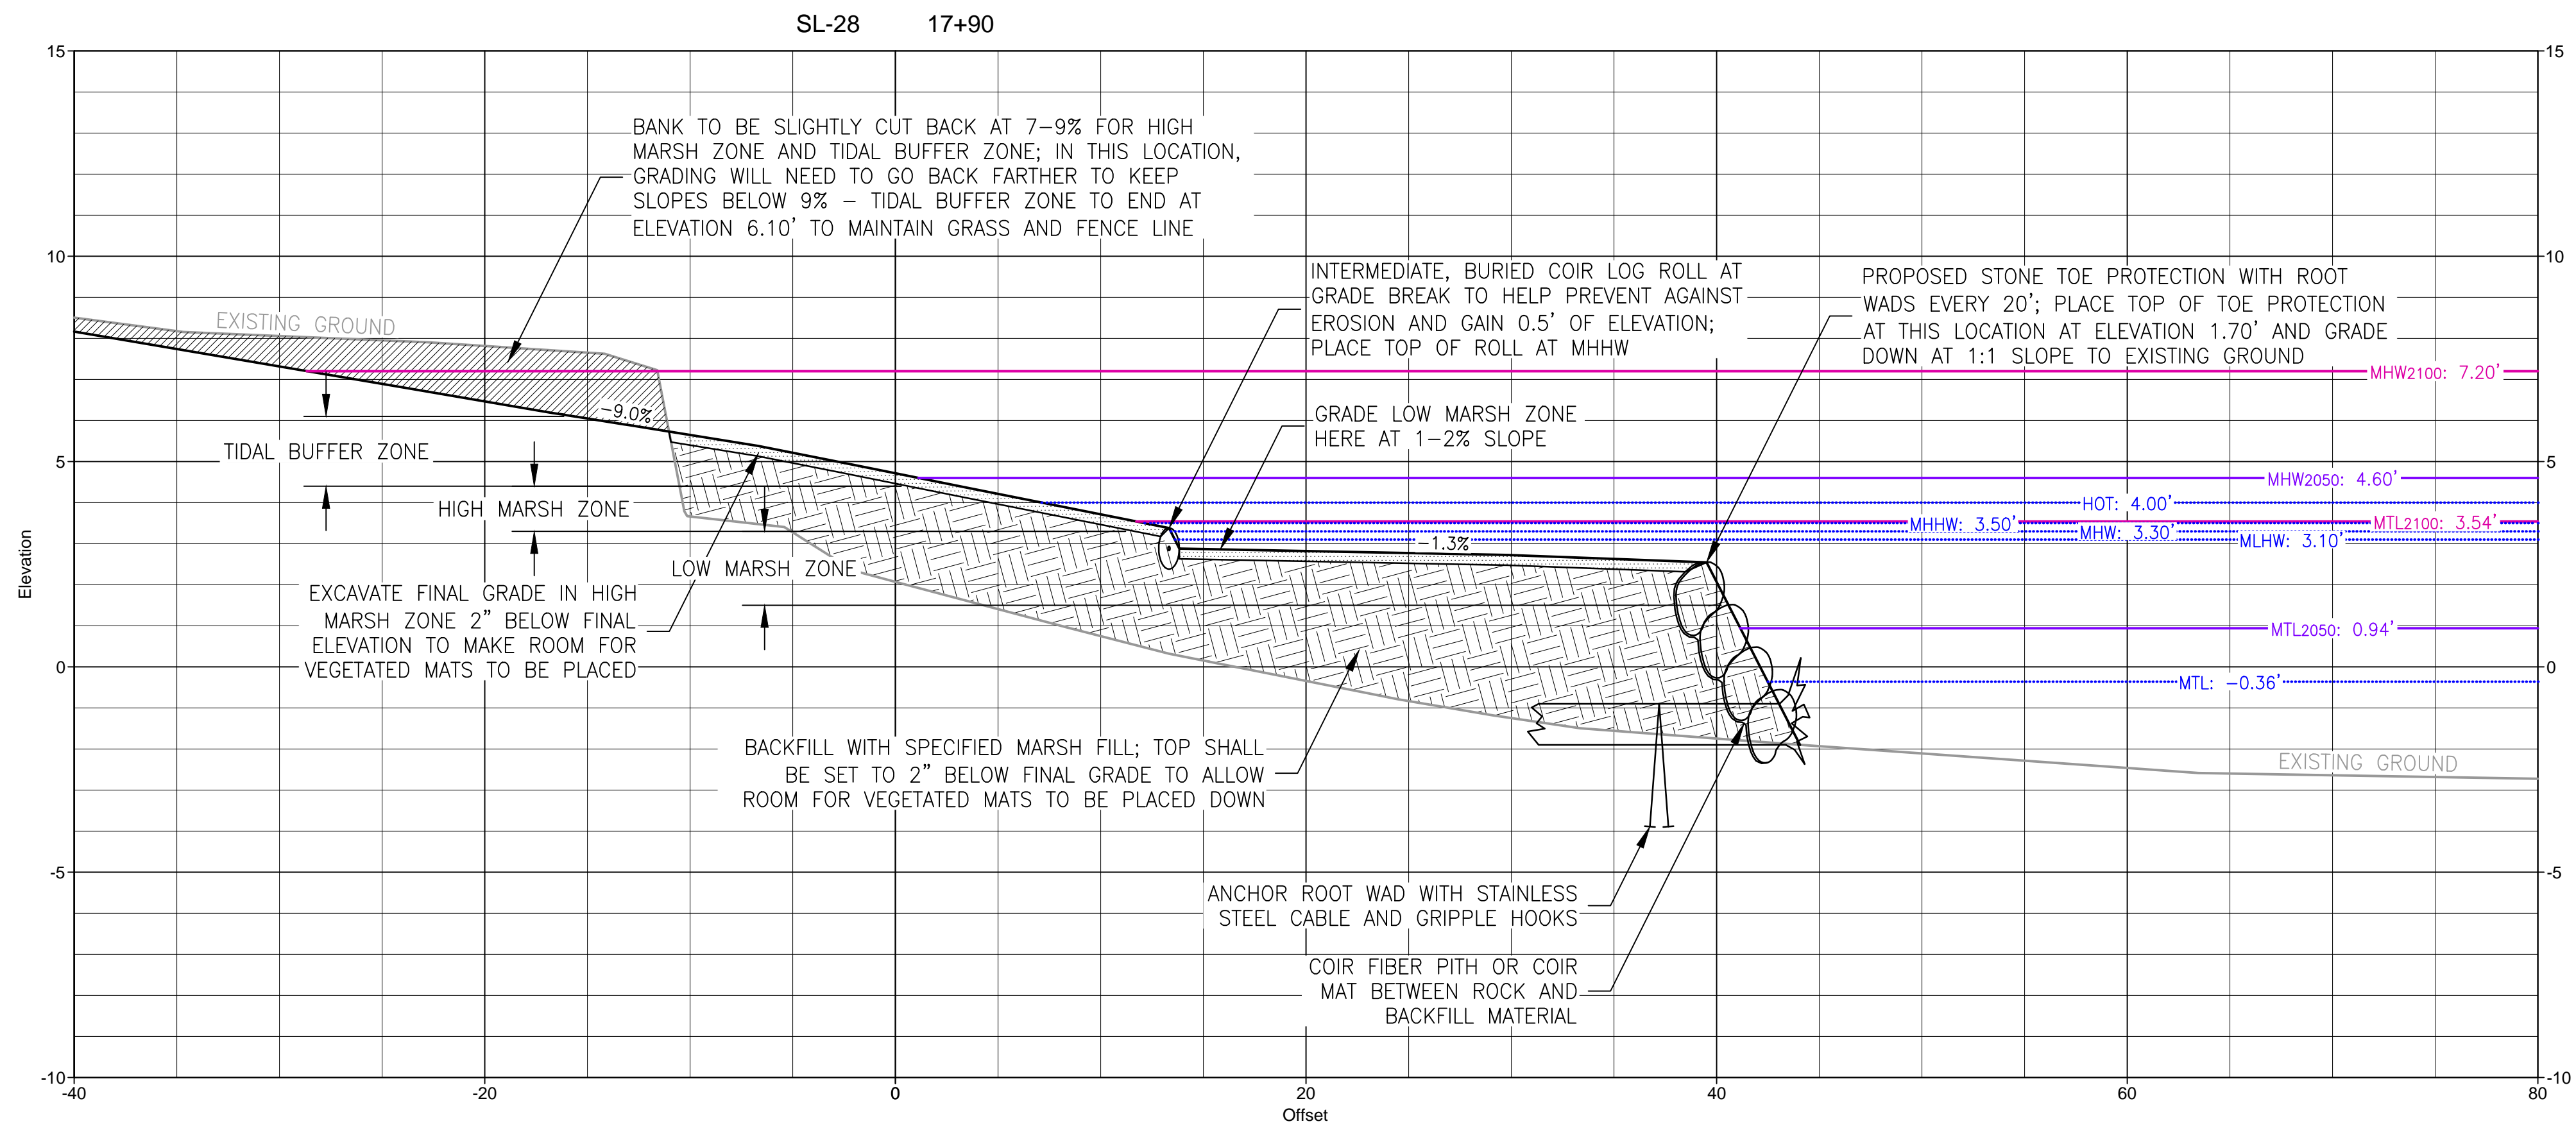 SL-28 17+90
15
15
BANK TO BE SLIGHTLY CUT BACK AT 7-9% FOR HIGH
MARSH ZONE AND TIDAL BUFFER ZONE; IN THIS LOCATION,
GRADING WILL NEED TO GO BACK FARTHER TO KEEP
SLOPES BELOW 9% - TIDAL BUFFER ZONE TO END AT
ELEVATION 6.10' TO MAINTAIN GRASS AND FENCE LINE
10
10
INTERMEDIATE, BURIED COIR LOG ROLL AT
GRADE BREAK TO HELP PREVENT AGAINST
EROSION AND GAIN 0.5' OF ELEVATION;
PLACE TOP OF ROLL AT MHHW
PROPOSED STONE TOE PROTECTION WITH ROOT
WADS EVERY 20'; PLACE TOP OF TOE PROTECTION
AT THIS LOCATION AT ELEVATION 1.70' AND GRADE
DOWN AT 1:1 SLOPE TO EXISTING GROUND
EXISTING GROUND
MHW2100: 7.20'
-9.0%
GRADE LOW MARSH ZONE
HERE AT 1-2% SLOPE
TIDAL BUFFER ZONE
5
5
MHW2050: 4.60'
HIGH MARSH ZONE
HOT: 4.00'
MHHW: 3.50'
MTL2100: 3.54'
MHW: 3.30'
MLHW: 3.10'
-1.3%
LOW MARSH ZONE
Elevation
EXCAVATE FINAL GRADE IN HIGH
MARSH ZONE 2" BELOW FINAL
ELEVATION TO MAKE ROOM FOR
VEGETATED MATS TO BE PLACED
MTL2050: 0.94'
0
0
MTL: -0.36'
BACKFILL WITH SPECIFIED MARSH FILL; TOP SHALL
BE SET TO 2" BELOW FINAL GRADE TO ALLOW
ROOM FOR VEGETATED MATS TO BE PLACED DOWN
EXISTING GROUND
-5
-5
ANCHOR ROOT WAD WITH STAINLESS
STEEL CABLE AND GRIPPLE HOOKS
COIR FIBER PITH OR COIR
MAT BETWEEN ROCK AND
BACKFILL MATERIAL
-10
-10
-40 -20 0 20 40 60 80
Offset